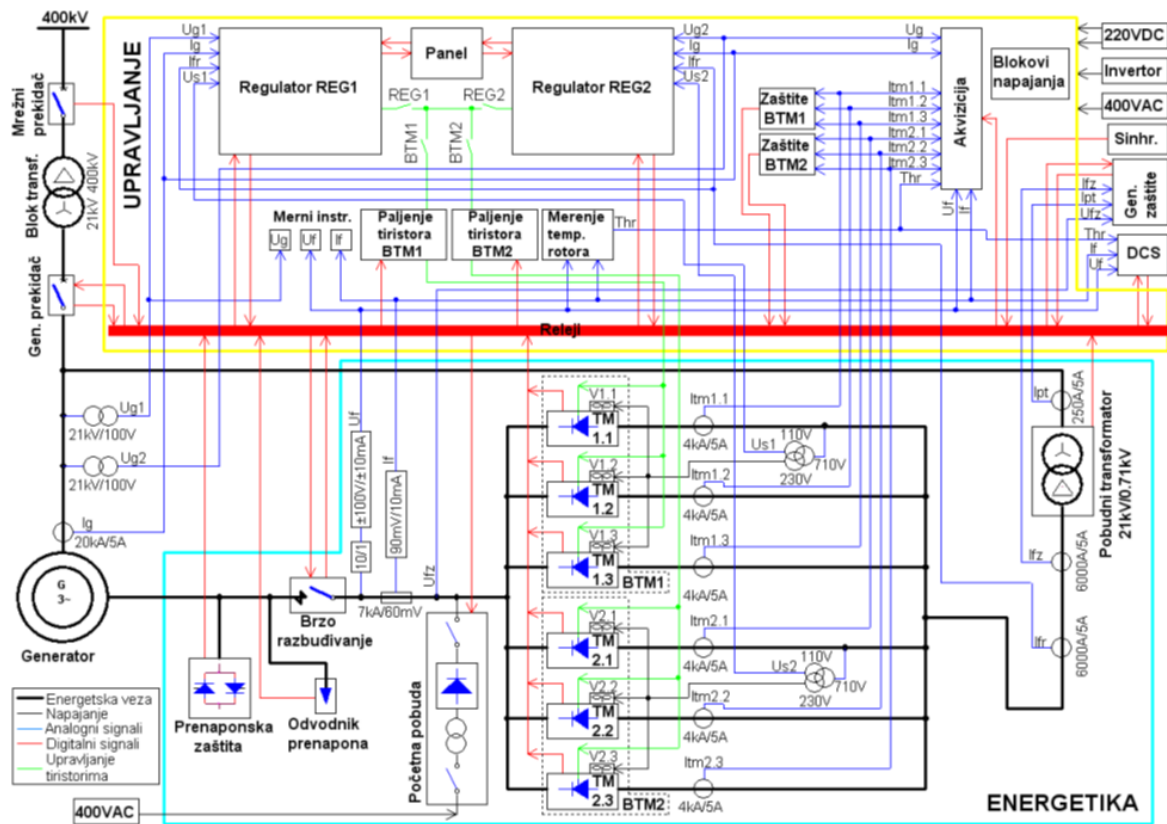 400kV
Mrežni prekidač
Blok transf.
21kV 400kV
Gen. prekidač
UPRAVLJANJE
Ug1
Ig
Ifr
Us1
Regulator REG1
Panel
Regulator REG2
REG1
REG2
BTM1
BTM2
Ug2
Ig
Ifr
Us2
Ug
Ig
Zaštite
BTM1
Zaštite
BTM2
Itm1.1
Itm1.2
Itm1.3
Itm2.1
Itm2.2
Itm2.3
Thr
Akvizicija
Uf
If
Blokovi
napajanja
220VDC
Invertor
400VAC
Sinhr.
Ifz
Ipt
Ufz
Gen. zaštite
Thr
If
Uf
DCS
Merni instr.
Ug
Uf
If
Paljenje
tiristora
BTM1
Paljenje
tiristora
BTM2
Merenje
temp.
rotora
Thr
Releji
Ug1
21kV/100V
Ug2
21kV/100V
Ig
20kA/5A
G
3~
Generator
Uf
±100V/±10mA
10/1
If
90mV/10mA
Ufz
7kA/60mV
Brzo
razbuđivanje
Prenaponska
zaštita
Odvodnik
prenapona
Početna pobuda
400VAC
V1.1
TM
1.1
V1.2
TM
1.2
V1.3
TM
1.3
BTM1
V2.1
TM
2.1
V2.2
TM
2.2
V2.3
TM
2.3
BTM2
Itm1.1
4kA/5A
Itm1.2
4kA/5A
Itm1.3
4kA/5A
Itm2.1
4kA/5A
Itm2.2
4kA/5A
Itm2.3
4kA/5A
Us1
110V
710V
230V
Us2
110V
710V
230V
Ipt
250A/5A
Pobudni transformator
21kV/0.71kV
Ifz
6000A/5A
Ifr
6000A/5A
Energetska veza
Napajanje
Analogni signali
Digitalni signali
Upravljanje
tiristorima
ENERGETIKA